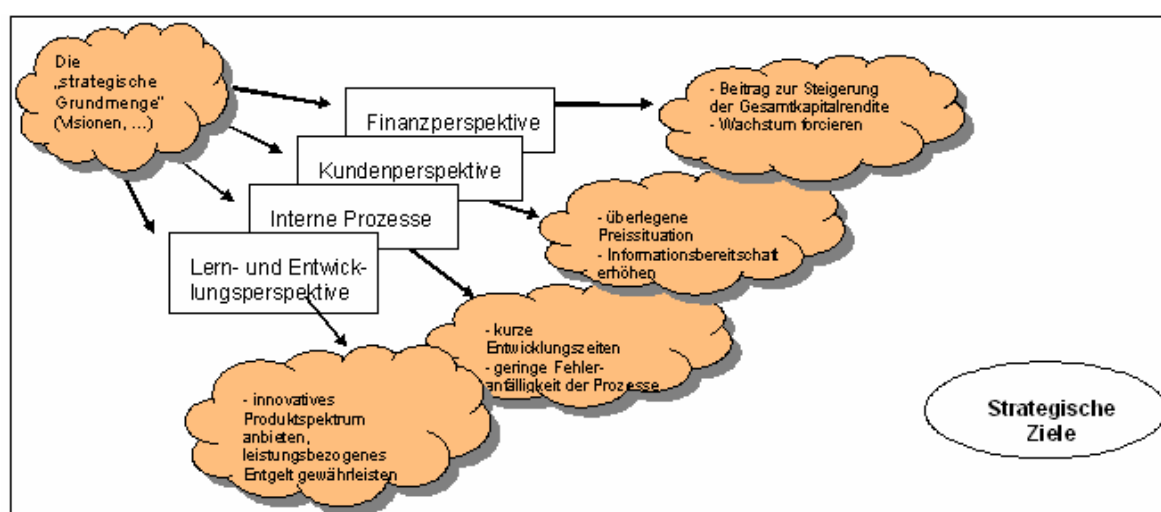 Die
„strategische
Grundmenge"
(Visionen, ...)
Finanzperspektive
Kundenperspektive
Interne Prozesse
Lern- und Entwick-
lungsperspektive
- Beitrag zur Steigerung
der Gesamtkapitalrendite
- Wachstum forcieren
- überlegene
Preissituation
- Informationsbereitschaft
erhöhen
- kurze
Entwicklungszeiten
- geringe Fehler-
anfälligkeit der Prozesse
- innovatives
Produktspektrum
anbieten,
leistungsbezogenes
Entgelt gewährleisten
Strategische
Ziele